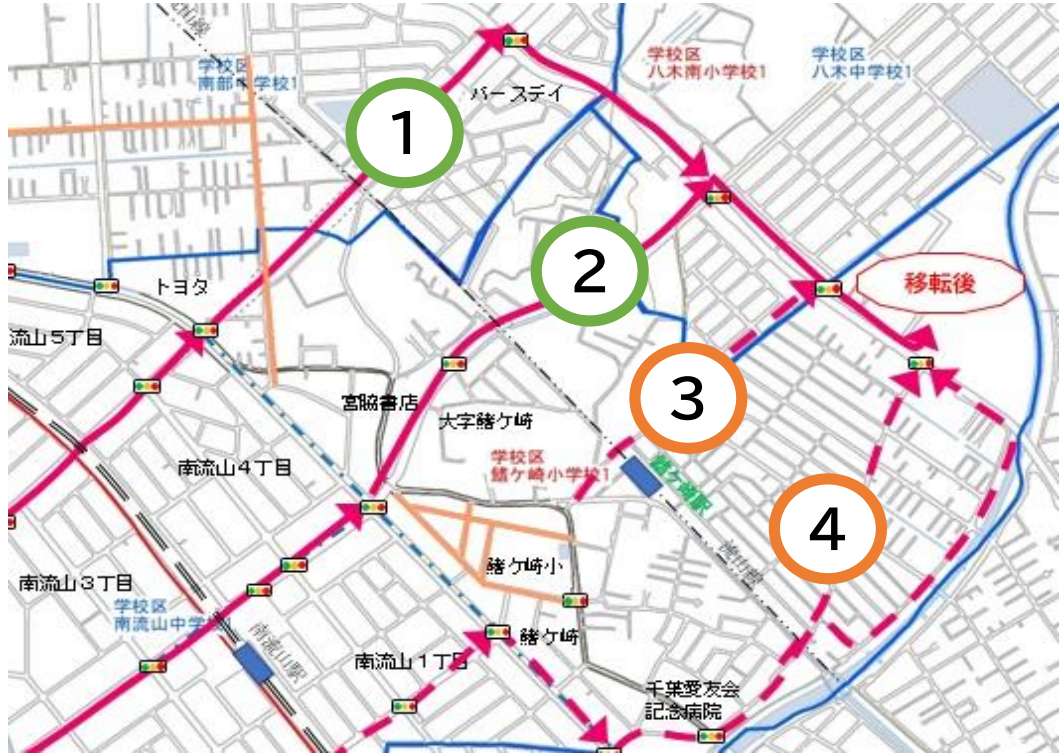 流山線
学校区
南部中学校1
1
バースデイ
学校区
八木南小学校1
学校区
八木中学校1
2
移転後
トヨタ
流山5丁目
宮脇書店
大字鰭ケ崎
3
南流山4丁目
学校区
鰭ケ崎小学校1
鰭ケ崎駅
4
流山線
鰭ケ崎小
南流山3丁目
学校区
南流山中学校
南流山駅
鰭ケ崎
南流山1丁目
千葉愛友会
記念病院